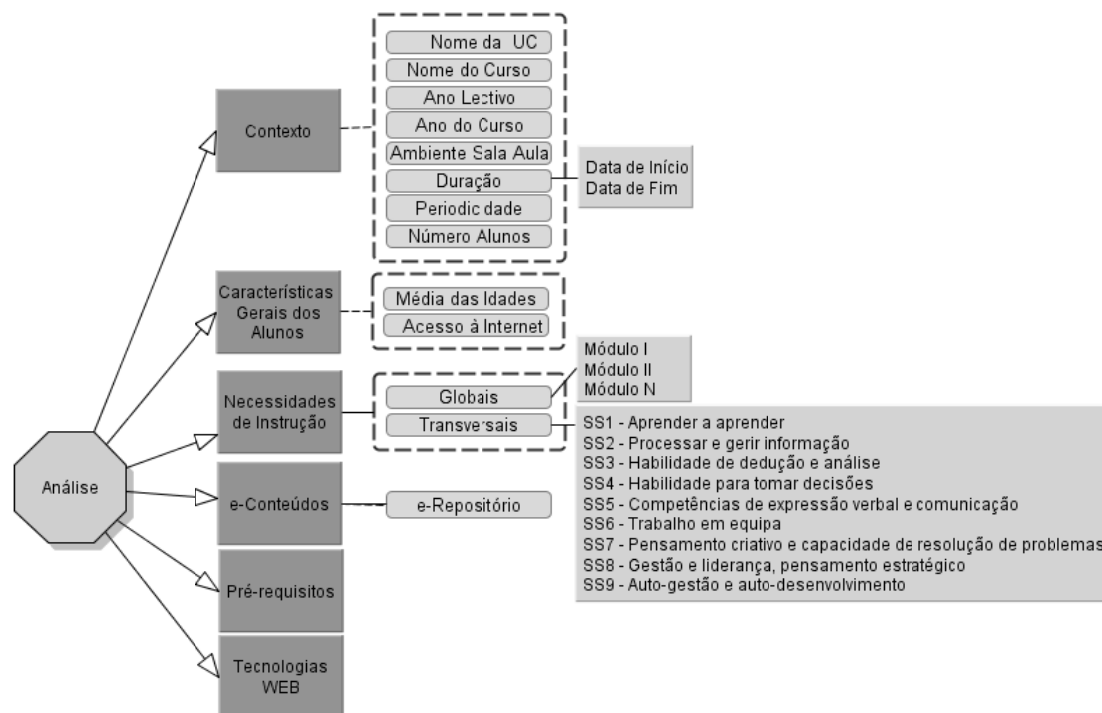 Análise
Contexto
Nome da UC
Nome do Curso
Ano Lectivo
Ano do Curso
Ambiente Sala Aula
Duração
Periodicidade
Número Alunos
Data de Início
Data de Fim
Características
Gerais dos
Alunos
Média das Idades
Acesso à Internet
Necessidades
de Instrução
Globais
Transversais
Módulo I
Módulo II
Módulo N
SS1 - Aprender a aprender
SS2 - Processar e gerir informação
SS3 - Habilidade de dedução e análise
SS4 - Habilidade para tomar decisões
SS5 - Competências de expressão verbal e comunicação
SS6 - Trabalho em equipa
SS7 - Pensamento criativo e capacidade de resolução de problemas
SS8 - Gestão e liderança, pensamento estratégico
SS9 - Auto-gestão e auto-desenvolvimento
e-Conteúdos
e-Repositório
Pré-requisitos
Tecnologias
WEB